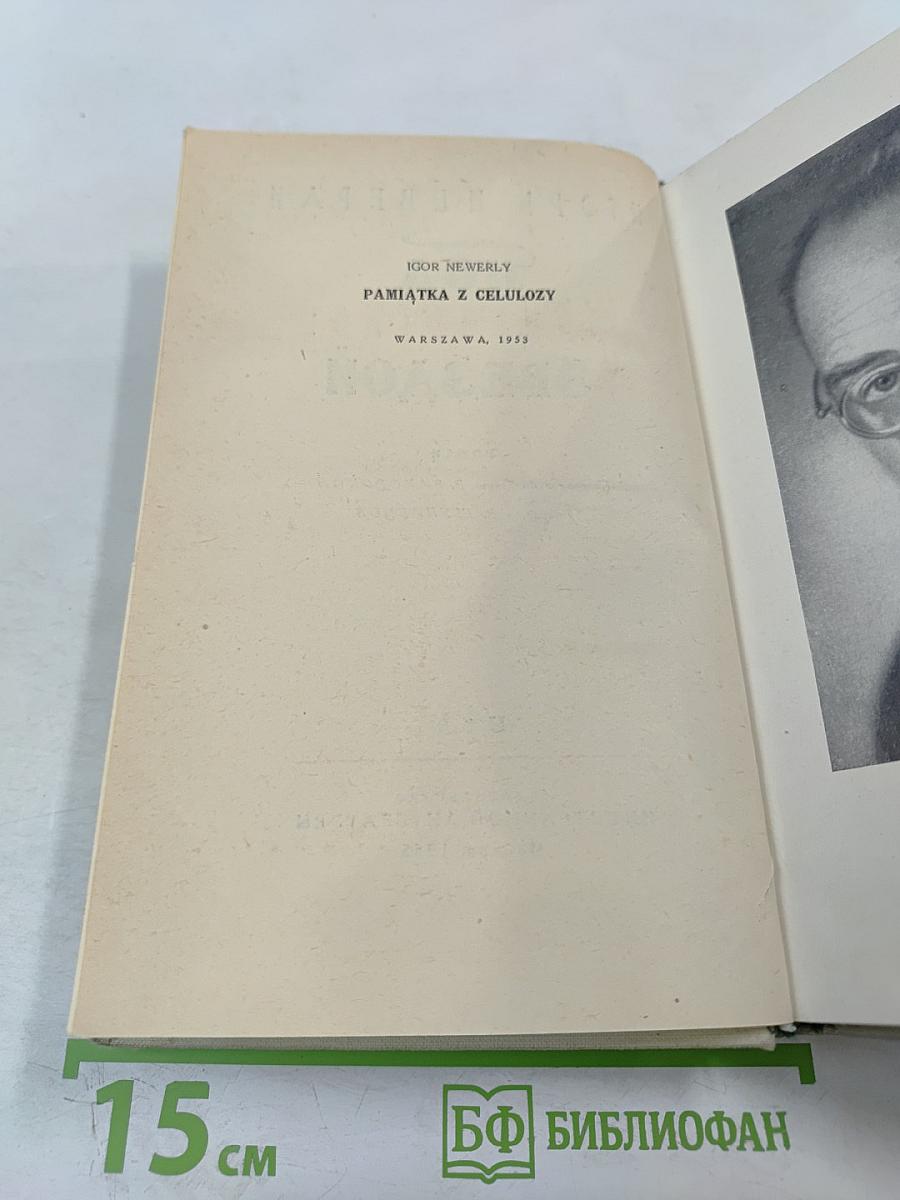 IGOR NEWERLY
PAMIĄTKA Z CELULOZY
WARSZAWA, 1953
15 см
БФ БИБЛИОФАН